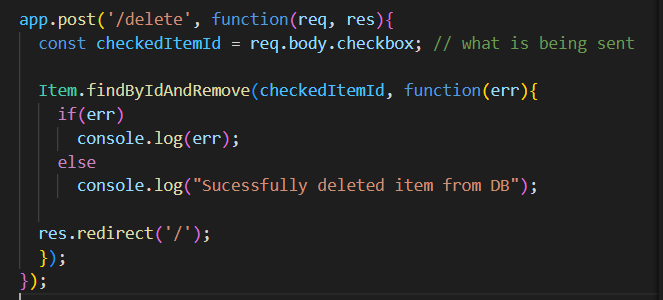 app.post('/delete', function(req, res){
  const checkedItemId = req.body.checkbox; // what is being sent

  Item.findByIdAndRemove(checkedItemId, function(err){
    if(err)
      console.log(err);
    else
      console.log("Sucessfully deleted item from DB");

  res.redirect('/');
  });
});